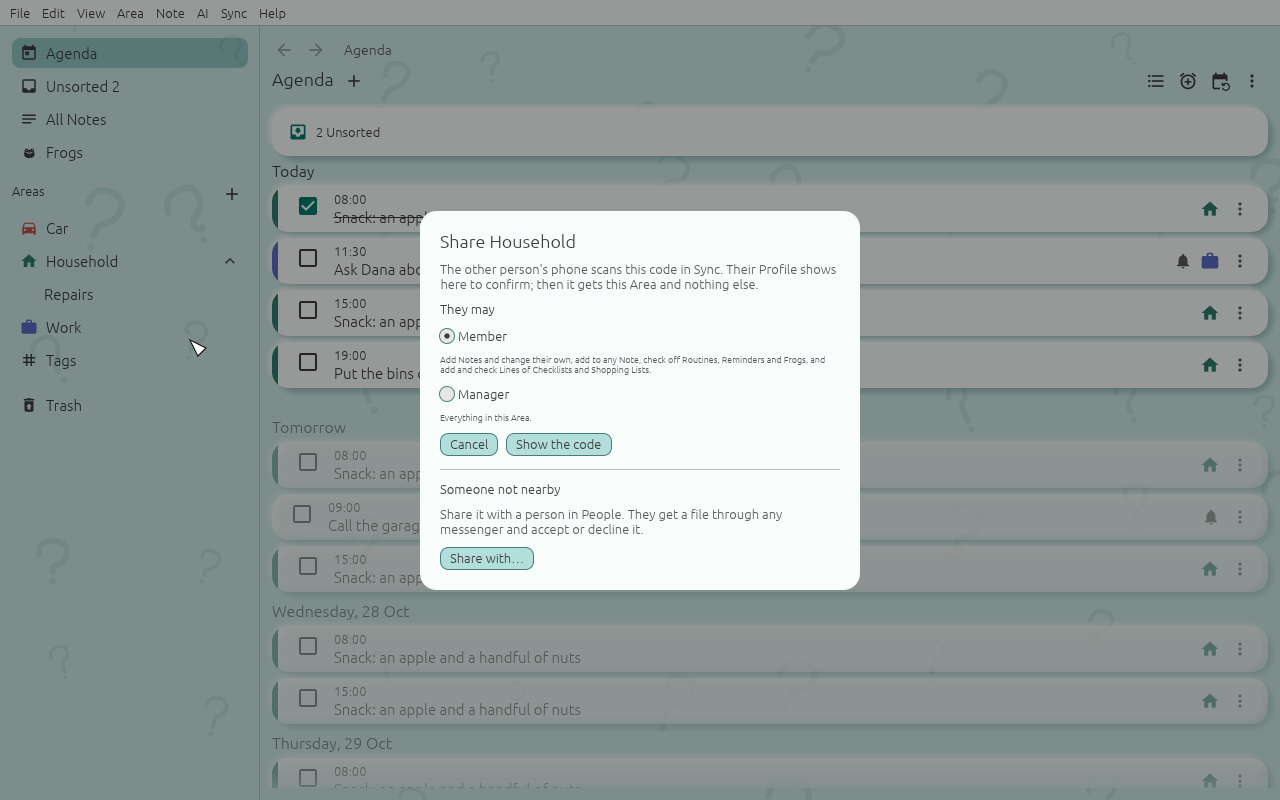 File Edit View Area Note AI Sync Help
Agenda
Unsorted 2
All Notes
Frogs
Areas
Car
Household
Repairs
Work
Tags
Trash
Agenda
Agenda
2 Unsorted
Today
08:00
Snack: an
11:30
Ask Dana
15:00
Snack: an
19:00
Put the bins
Tomorrow
08:00
Snack: an
09:00
Call the
15:00
Snack: an
Wednesday, 28 Oct
08:00
Snack: an apple and a handful of nuts
15:00
Snack: an apple and a handful of nuts
Thursday, 29 Oct
08:00
Snack: an apple and a handful of nuts
Share Household
The other person's phone scans this code in Sync. Their Profile shows
here to confirm; then it gets this Area and nothing else.
They may
Member
Add Notes and change their own, add to any Note, check off Routines, Reminders and Frogs, and
add and check Lines of Checklists and Shopping Lists.
Manager
Everything in this Area.
Cancel
Show the code
Someone not nearby
Share it with a person in People. They get a file through any
messenger and accept or decline it.
Share with...